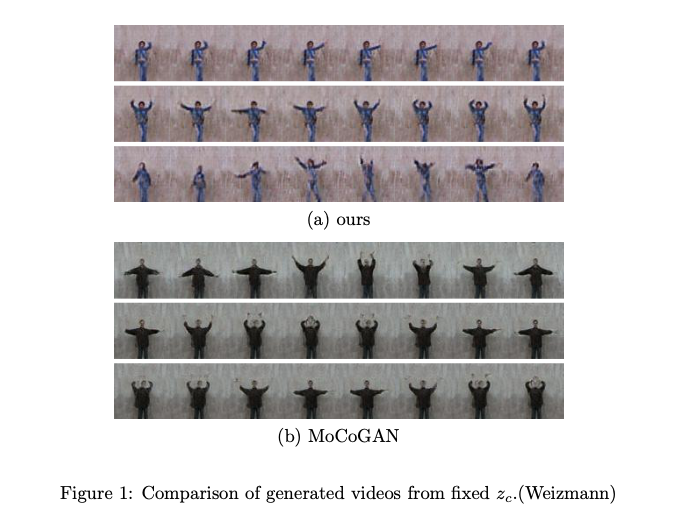 (a) ours
(b) MoCoGAN
Figure 1: Comparison of generated videos from fixed z_c.(Weizmann)